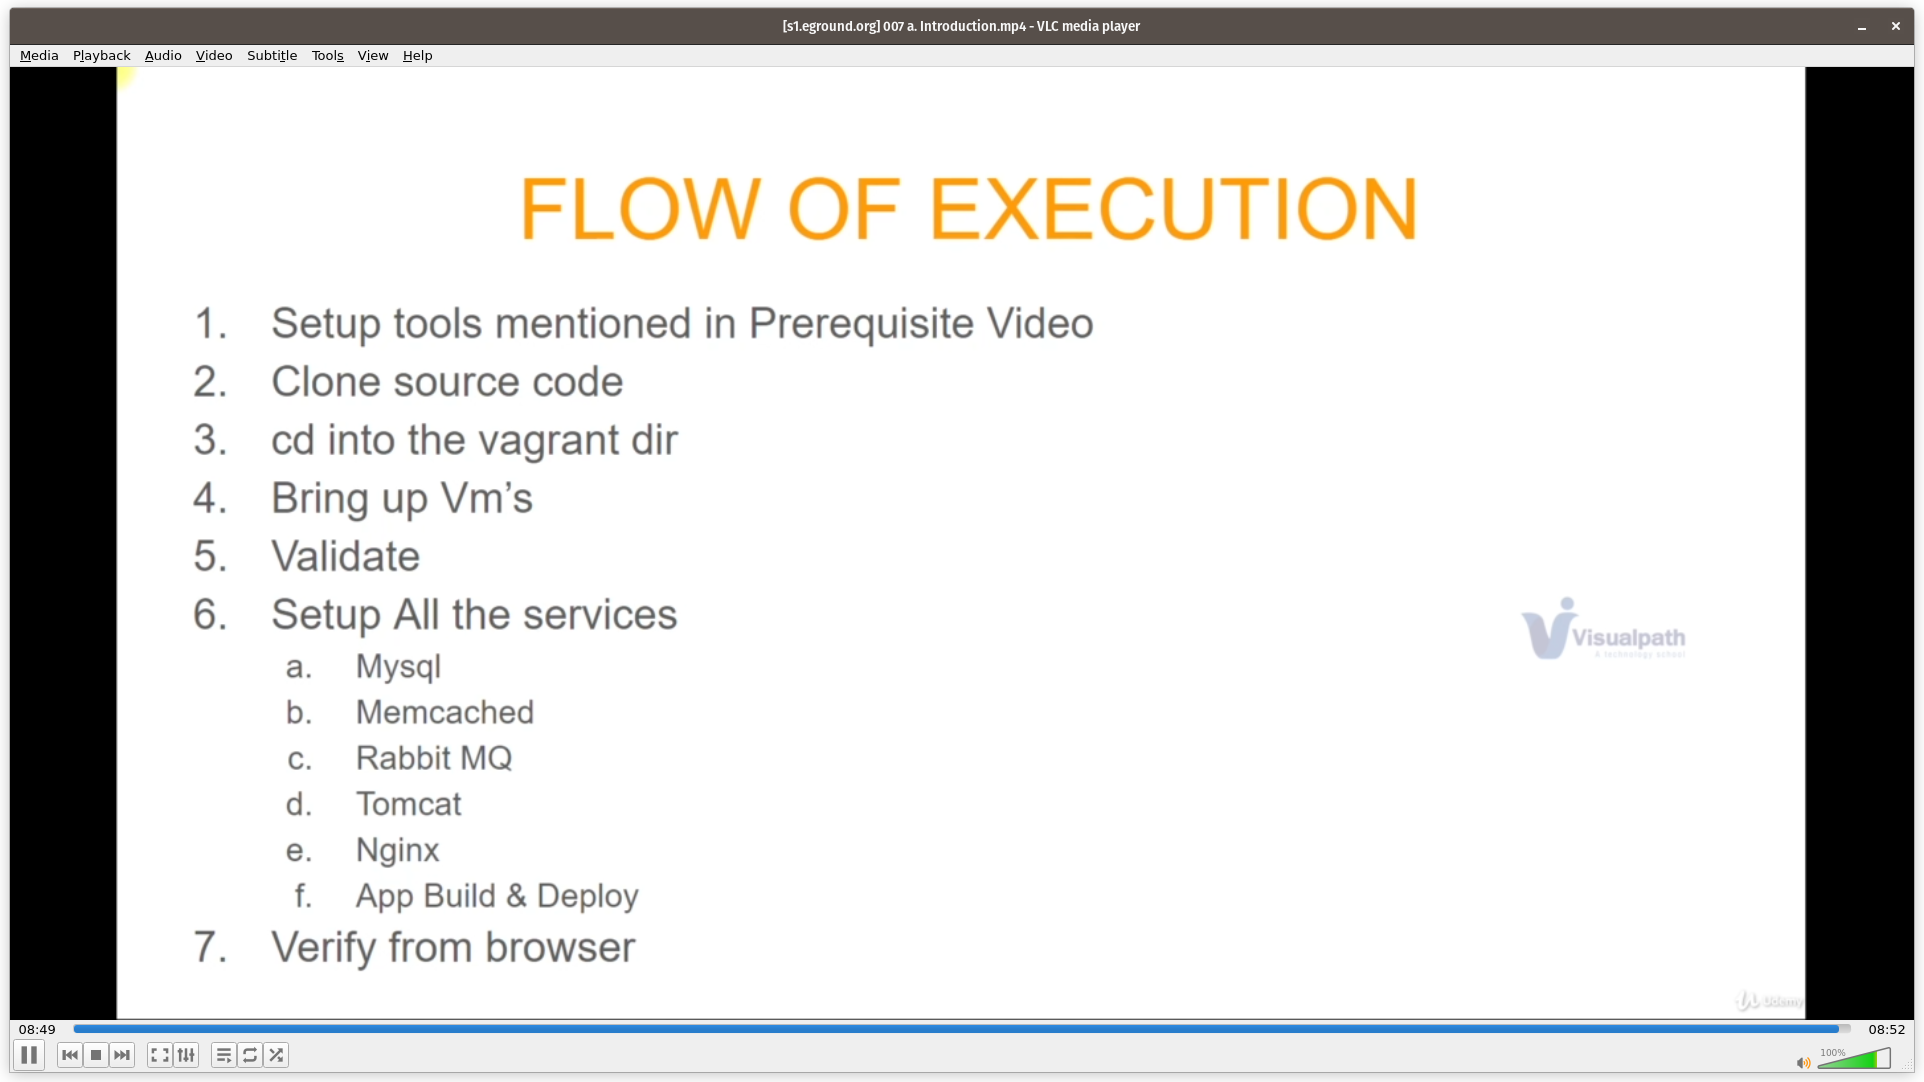 [s1.eground.org] 007 a. Introduction.mp4 - VLC media player
Media Playback Audio Video Subtitle Tools View Help
FLOW OF EXECUTION
1. Setup tools mentioned in Prerequisite Video
2. Clone source code
3. cd into the vagrant dir
4. Bring up Vm’s
5. Validate
6. Setup All the services
a. Mysql
b. Memcached
c. Rabbit MQ
d. Tomcat
e. Nginx
f. App Build & Deploy
7. Verify from browser
Visualpath
A technology school
Udemy
08:49 08:52
100%